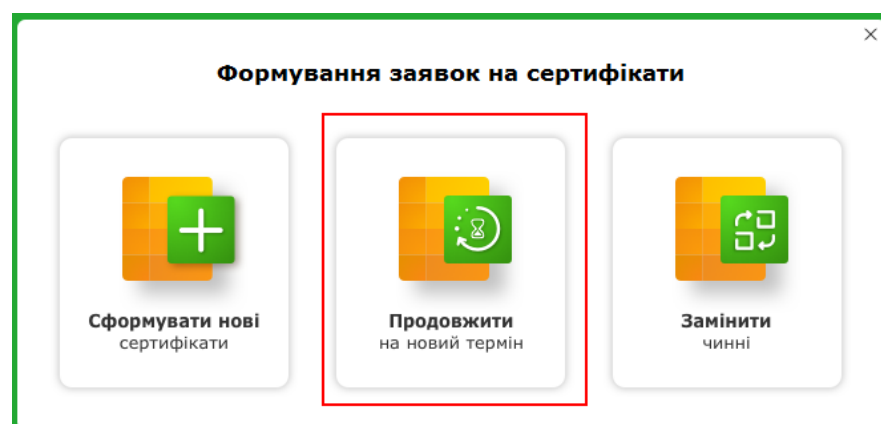 Формування заявок на сертифікати
Сформувати нові
сертифікати
Продовжити
на новий термін
Замінити
чинні